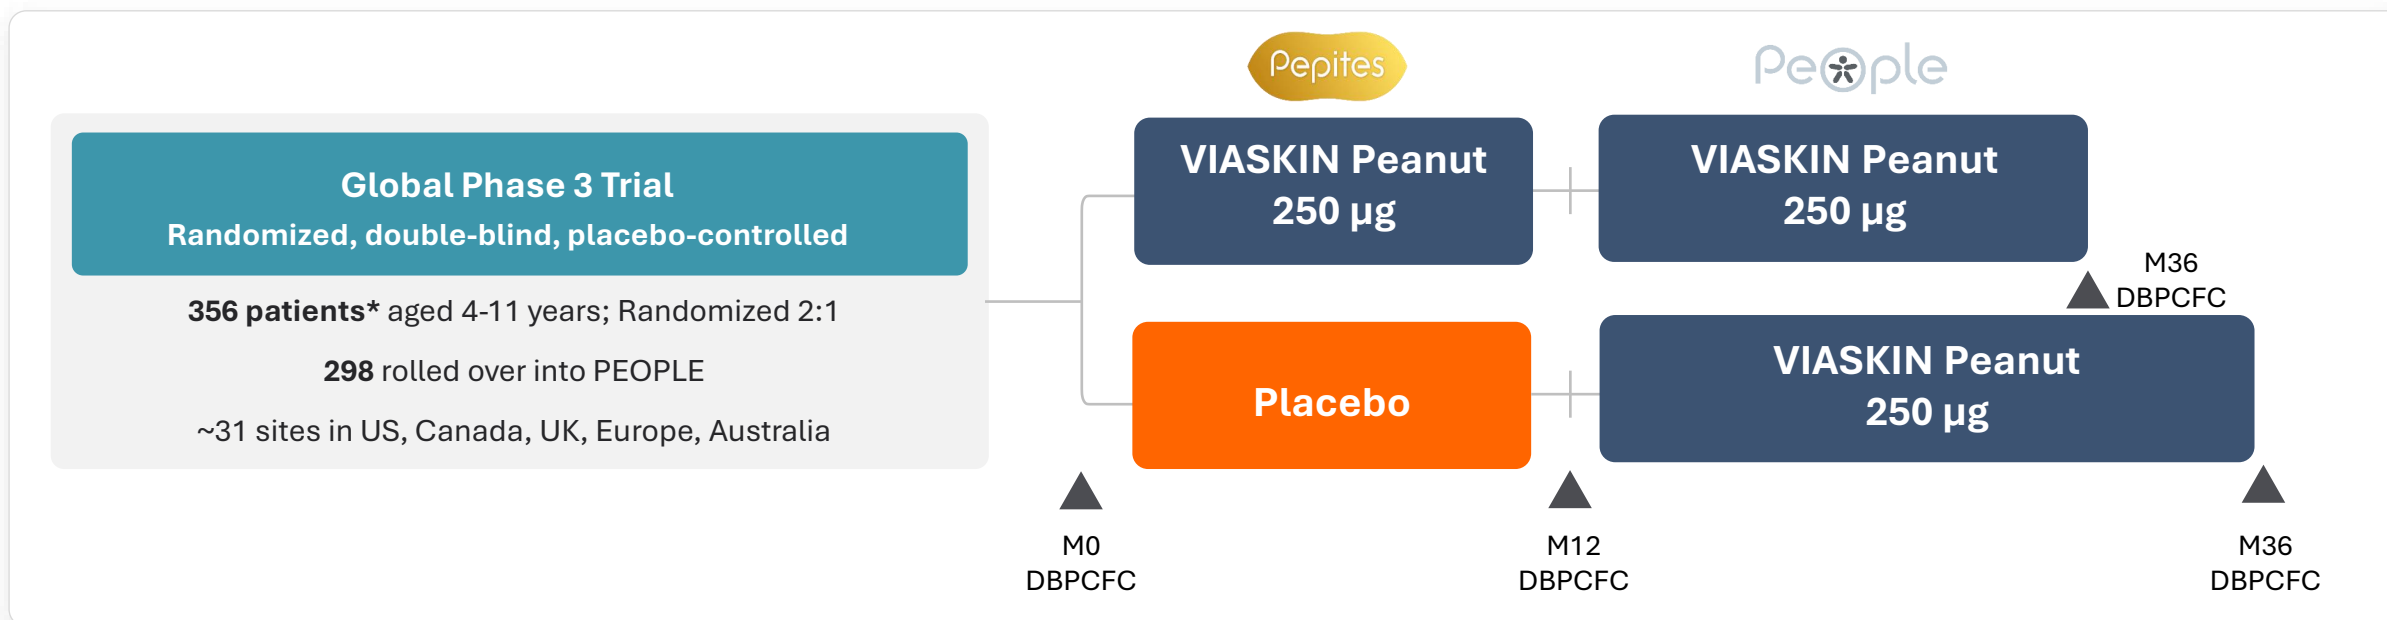 Pepites
People
Global Phase 3 Trial
Randomized, double-blind, placebo-controlled
356 patients* aged 4-11 years; Randomized 2:1
298 rolled over into PEOPLE
~31 sites in US, Canada, UK, Europe, Australia
VIASKIN Peanut
250 µg
VIASKIN Peanut
250 µg
M36
DBPCFC
Placebo
VIASKIN Peanut
250 µg
M0
DBPCFC
M12
DBPCFC
M36
DBPCFC